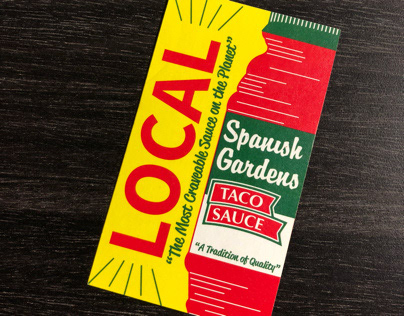 LOCAL
“The Most Craveable Sauce on the Planet”
Spanish
Gardens
TACO
SAUCE
“A Tradition of Quality”